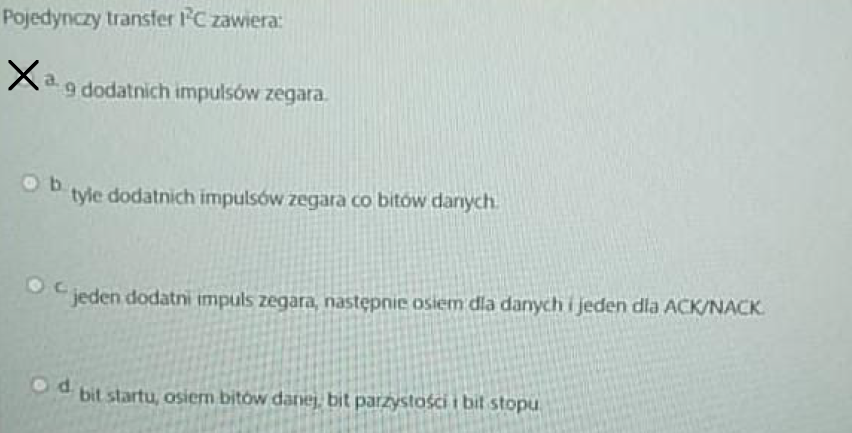 Pojedynczy transfer I²C zawiera:
a. 9 dodatnich impulsów zegara.
b. tyle dodatnich impulsów zegara co bitów danych.
c. jeden dodatni impuls zegara, następnie osiem dla danych i jeden dla ACK/NACK.
d. bit startu, osiem bitów danej, bit parzystości i bit stopu.